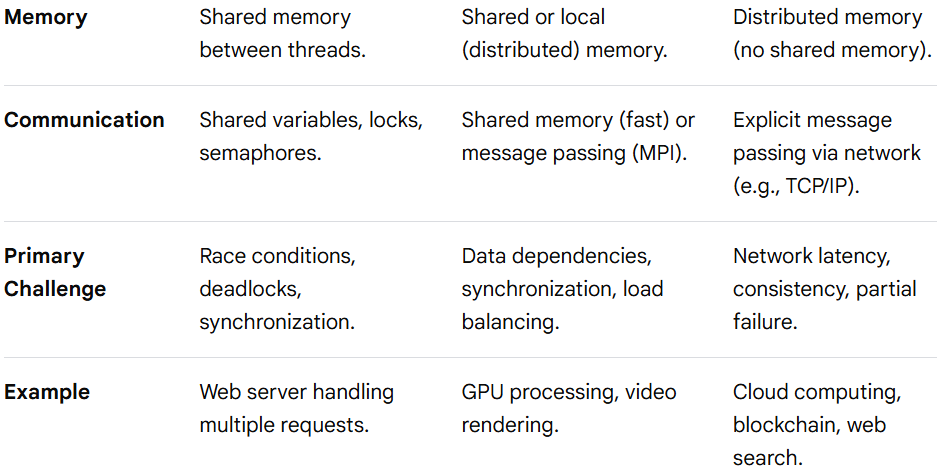 Memory
Shared memory
between threads.
Shared or local
(distributed) memory.
Distributed memory
(no shared memory).
Communication
Shared variables, locks,
semaphores.
Shared memory (fast) or
message passing (MPI).
Explicit message
passing via network
(e.g., TCP/IP).
Primary
Challenge
Race conditions,
deadlocks,
synchronization.
Data dependencies,
synchronization, load
balancing.
Network latency,
consistency, partial
failure.
Example
Web server handling
multiple requests.
GPU processing, video
rendering.
Cloud computing,
blockchain, web
search.